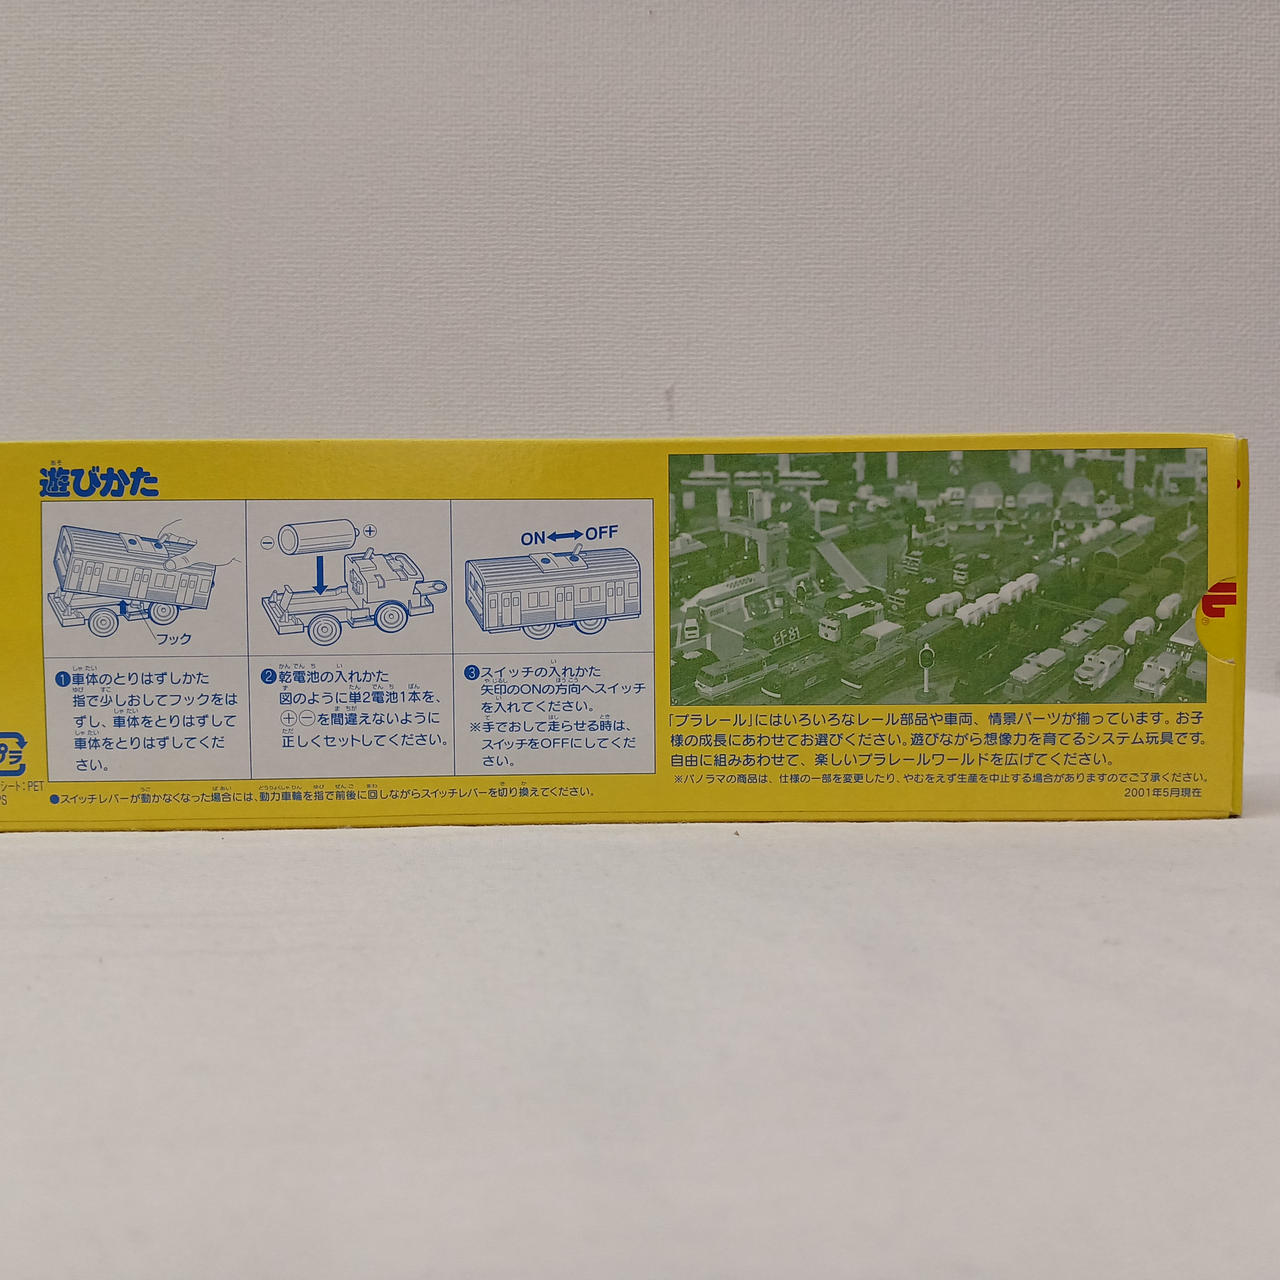 遊びかた
フック
ON⟷OFF
❶車体のとりはずしかた
指で少しおしてフックをは
ずし、車体をとりはずして
車体をとりはずしてくだ
さい。
⊖
⊕
❷乾電池の入れかた
図のように単2電池1本を、
⊕⊖を間違えないように
正しくセットしてください。
❸スイッチの入れかた
矢印のONの方向へスイッチ
を入れてください。
※手でおして走らせる時は、
スイッチをOFFにしてくだ
さい。
●スイッチレバーが動かなくなった場合には、動力車輪を指で前後に回しながらスイッチレバーを切り換えてください。
プラ
シート:PET
PS
EF81
「プラレール」にはいろいろなレール部品や車両、情景パーツが揃っています。お子
様の成長にあわせてお選びください。遊びながら想像力を育てるシステム玩具です。
自由に組みあわせて、楽しいプラレールワールドを広げてください。
※パノラマの商品は、仕様の一部を変更したり、やむをえず生産を中止する場合がありますのでご了承ください。
2001年5月現在